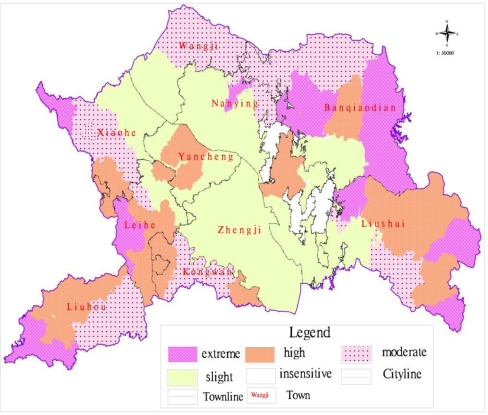 N
1: 50000
Wangji
Nanying
Banqiaodian
Xiaohe
Yancheng
Zhengji
Liushui
Leihe
Kongwan
Liuhou
Legend
extreme
high
moderate
slight
insensitive
Cityline
Townline
Wangji
Town